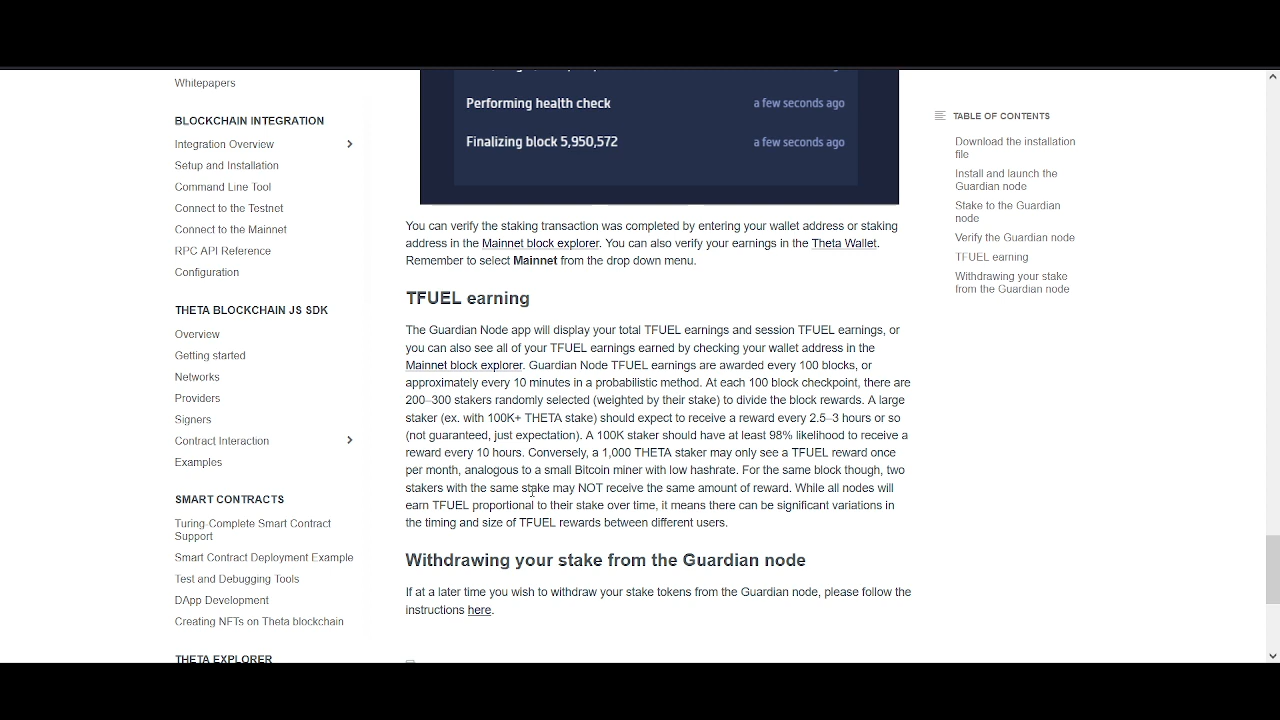 Whitepapers
BLOCKCHAIN INTEGRATION
Integration Overview
Setup and Installation
Command Line Tool
Connect to the Testnet
Connect to the Mainnet
RPC API Reference
Configuration
THETA BLOCKCHAIN JS SDK
Overview
Getting started
Networks
Providers
Signers
Contract Interaction
Examples
SMART CONTRACTS
Turing-Complete Smart Contract
Support
Smart Contract Deployment Example
Test and Debugging Tools
DApp Development
Creating NFTs on Theta blockchain
THETA EXPLORER
Performing health check a few seconds ago
Finalizing block 5,950,572 a few seconds ago
You can verify the staking transaction was completed by entering your wallet address or staking
address in the Mainnet block explorer. You can also verify your earnings in the Theta Wallet.
Remember to select Mainnet from the drop down menu.
TFUEL earning
The Guardian Node app will display your total TFUEL earnings and session TFUEL earnings, or
you can also see all of your TFUEL earnings earned by checking your wallet address in the
Mainnet block explorer. Guardian Node TFUEL earnings are awarded every 100 blocks, or
approximately every 10 minutes in a probabilistic method. At each 100 block checkpoint, there are
200–300 stakers randomly selected (weighted by their stake) to divide the block rewards. A large
staker (ex. with 100K+ THETA stake) should expect to receive a reward every 2.5–3 hours or so
(not guaranteed, just expectation). A 100K staker should have at least 98% likelihood to receive a
reward every 10 hours. Conversely, a 1,000 THETA staker may only see a TFUEL reward once
per month, analogous to a small Bitcoin miner with low hashrate. For the same block though, two
stakers with the same stake may NOT receive the same amount of reward. While all nodes will
earn TFUEL proportional to their stake over time, it means there can be significant variations in
the timing and size of TFUEL rewards between different users.
Withdrawing your stake from the Guardian node
If at a later time you wish to withdraw your stake tokens from the Guardian node, please follow the
instructions here.
TABLE OF CONTENTS
Download the installation
file
Install and launch the
Guardian node
Stake to the Guardian
node
Verify the Guardian node
TFUEL earning
Withdrawing your stake
from the Guardian node